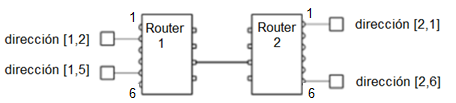 1
Router
1
6
dirección [1,2]
dirección [1,5]
1
Router
2
6
dirección [2,1]
dirección [2,6]